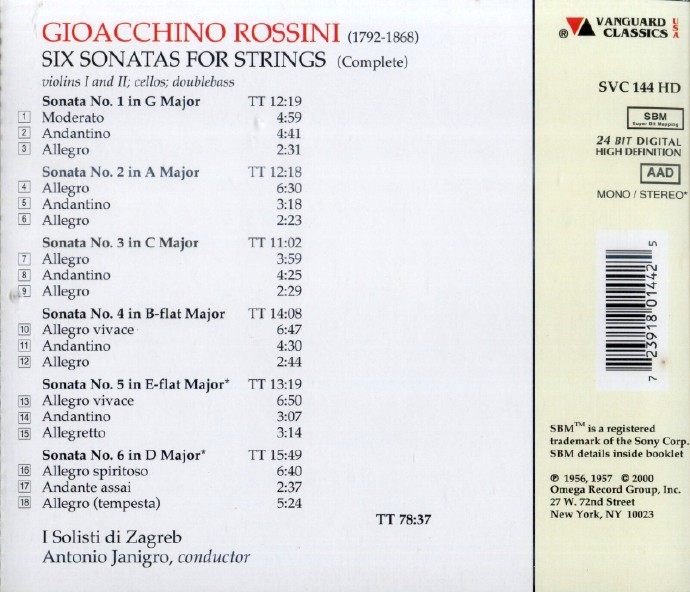 GIOACCHINO ROSSINI (1792-1868)
SIX SONATAS FOR STRINGS (Complete)
violins I and II; cellos; doublebass
Sonata No. 1 in G Major TT 12:19
1 Moderato 4:59
2 Andantino 4:41
3 Allegro 2:31
Sonata No. 2 in A Major TT 12:18
4 Allegro 6:30
5 Andantino 3:18
6 Allegro 2:23
Sonata No. 3 in C Major TT 11:02
7 Allegro 3:59
8 Andantino 4:25
9 Allegro 2:29
Sonata No. 4 in B-flat Major TT 14:08
10 Allegro vivace 6:47
11 Andantino 4:30
12 Allegro 2:44
Sonata No. 5 in E-flat Major* TT 13:19
13 Allegro vivace 6:50
14 Andantino 3:07
15 Allegretto 3:14
Sonata No. 6 in D Major* TT 15:49
16 Allegro spiritoso 6:40
17 Andante assai 2:37
18 Allegro (tempesta) 5:24
TT 78:37
I Solisti di Zagreb
Antonio Janigro, conductor
® VANGUARD CLASSICS USA
SVC 144 HD
SBM
Super Bit Mapping
24 BIT DIGITAL
HIGH DEFINITION
AAD
MONO / STEREO*
7 23918 01442 5
SBM™ is a registered
trademark of the Sony Corp.
SBM details inside booklet
℗ 1956, 1957 © 2000
Omega Record Group, Inc.
27 W. 72nd Street
New York, NY 10023